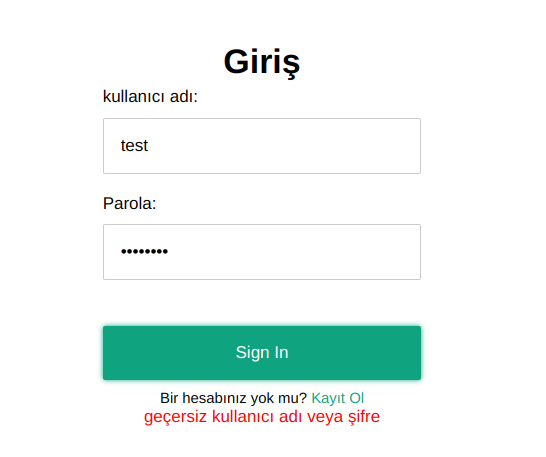 Giriş
kullanıcı adı:
test
Parola:
••••••••
Sign In
Bir hesabınız yok mu? Kayıt Ol
geçersiz kullanıcı adı veya şifre